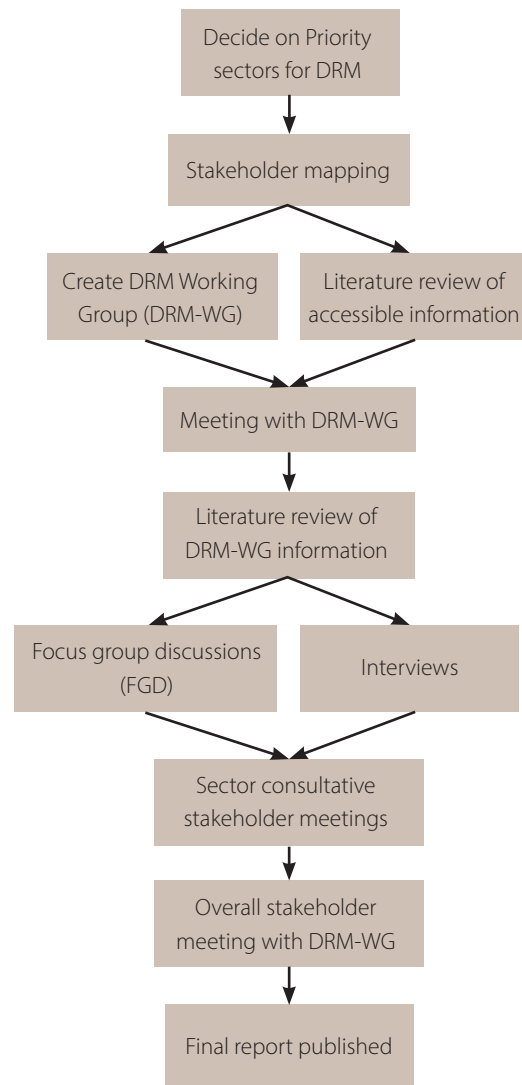 Decide on Priority
sectors for DRM
Stakeholder mapping
Create DRM Working
Group (DRM-WG)
Literature review of
accessible information
Meeting with DRM-WG
Literature review of
DRM-WG information
Focus group discussions
(FGD)
Interviews
Sector consultative
stakeholder meetings
Overall stakeholder
meeting with DRM-WG
Final report published